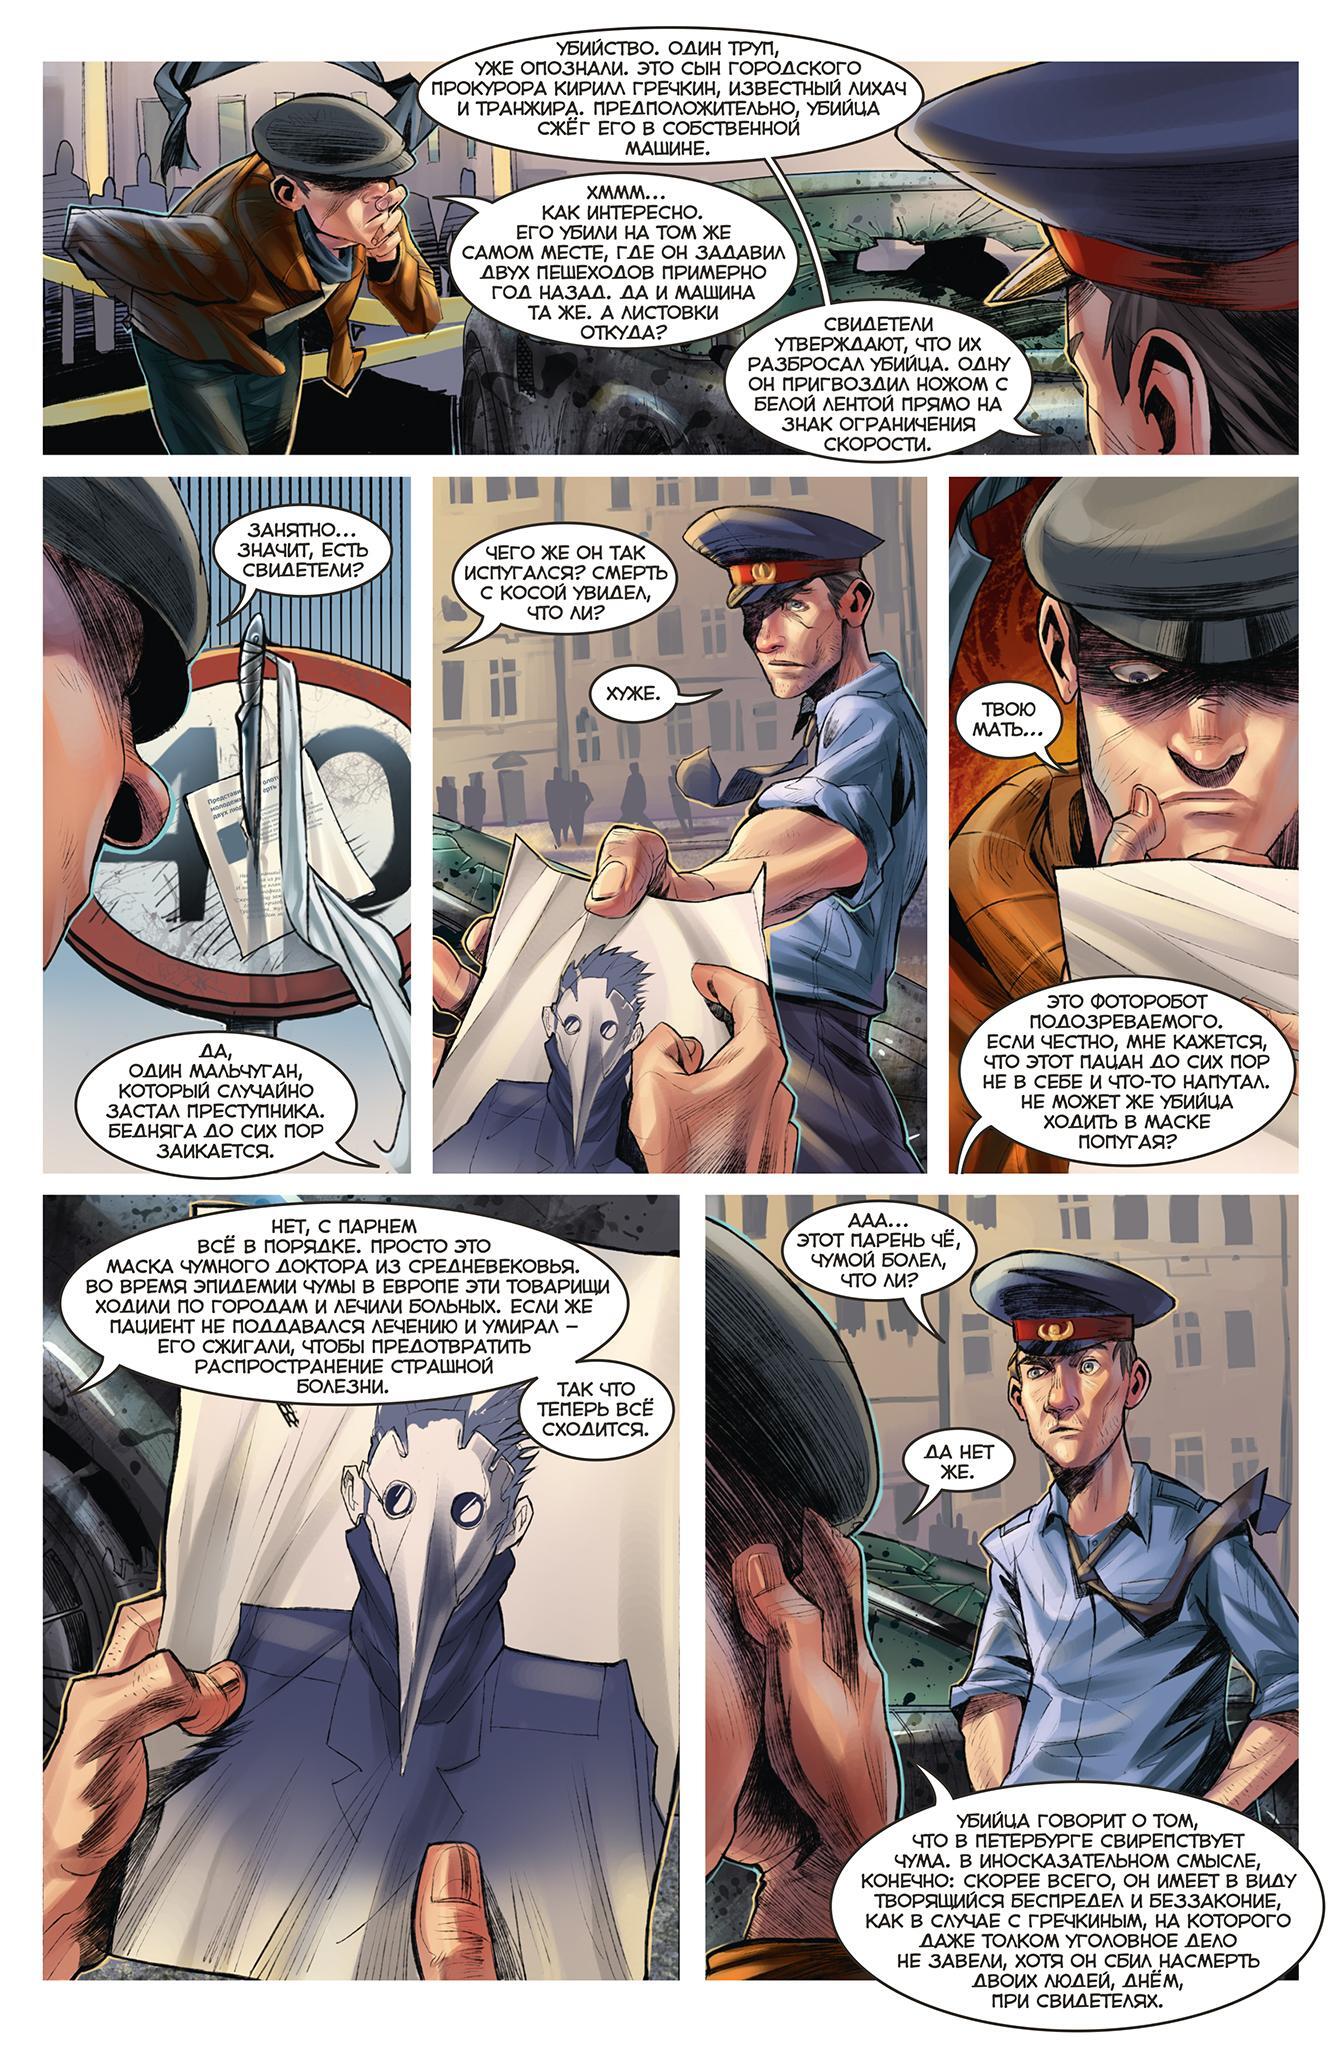 УБИЙСТВО. ОДИН ТРУП,
УЖЕ ОПОЗНАЛИ. ЭТО СЫН ГОРОДСКОГО
ПРОКУРОРА КИРИЛЛ ГРЕЧКИН, ИЗВЕСТНЫЙ ЛИХАЧ
И ТРАНЖИРА. ПРЕДПОЛОЖИТЕЛЬНО, УБИЙЦА
СЖЁГ ЕГО В СОБСТВЕННОЙ
МАШИНЕ.
ХМММ...
КАК ИНТЕРЕСНО.
ЕГО УБИЛИ НА ТОМ ЖЕ
САМОМ МЕСТЕ, ГДЕ ОН ЗАДАВИЛ
ДВУХ ПЕШЕХОДОВ ПРИМЕРНО
ГОД НАЗАД. ДА И МАШИНА
ТА ЖЕ. А ЛИСТОВКИ
ОТКУДА?
СВИДЕТЕЛИ
УТВЕРЖДАЮТ, ЧТО ИХ
РАЗБРОСАЛ УБИЙЦА. ОДНУ
ОН ПРИГВОЗДИЛ НОЖОМ С
БЕЛОЙ ЛЕНТОЙ ПРЯМО НА
ЗНАК ОГРАНИЧЕНИЯ
СКОРОСТИ.
ЗАНЯТНО...
ЗНАЧИТ, ЕСТЬ
СВИДЕТЕЛИ?
40
ДА,
ОДИН МАЛЬЧУГАН,
КОТОРЫЙ СЛУЧАЙНО
ЗАСТАЛ ПРЕСТУПНИКА.
БЕДНЯГА ДО СИХ ПОР
ЗАИКАЕТСЯ.
ЧЕГО ЖЕ ОН ТАК
ИСПУГАЛСЯ? СМЕРТЬ
С КОСОЙ УВИДЕЛ,
ЧТО ЛИ?
ХУЖЕ.
ТВОЮ
МАТЬ...
ЭТО ФОТОРОБОТ
ПОДОЗРЕВАЕМОГО.
ЕСЛИ ЧЕСТНО, МНЕ КАЖЕТСЯ,
ЧТО ЭТОТ ПАЦАН ДО СИХ ПОР
НЕ В СЕБЕ И ЧТО-ТО НАПУТАЛ.
НЕ МОЖЕТ ЖЕ УБИЙЦА
ХОДИТЬ В МАСКЕ
ПОПУГАЯ?
НЕТ, С ПАРНЕМ
ВСЁ В ПОРЯДКЕ. ПРОСТО ЭТО
МАСКА ЧУМНОГО ДОКТОРА ИЗ СРЕДНЕВЕКОВЬЯ.
ВО ВРЕМЯ ЭПИДЕМИИ ЧУМЫ В ЕВРОПЕ ЭТИ ТОВАРИЩИ
ХОДИЛИ ПО ГОРОДАМ И ЛЕЧИЛИ БОЛЬНЫХ. ЕСЛИ ЖЕ
ПАЦИЕНТ НЕ ПОДДАВАЛСЯ ЛЕЧЕНИЮ И УМИРАЛ –
ЕГО СЖИГАЛИ, ЧТОБЫ ПРЕДОТВРАТИТЬ
РАСПРОСТРАНЕНИЕ СТРАШНОЙ
БОЛЕЗНИ.
ТАК ЧТО
ТЕПЕРЬ ВСЁ
СХОДИТСЯ.
ААА...
ЭТОТ ПАРЕНЬ ЧЁ,
ЧУМОЙ БОЛЕЛ,
ЧТО ЛИ?
ДА НЕТ
ЖЕ.
УБИЙЦА ГОВОРИТ О ТОМ,
ЧТО В ПЕТЕРБУРГЕ СВИРЕПСТВУЕТ
ЧУМА. В ИНОСКАЗАТЕЛЬНОМ СМЫСЛЕ,
КОНЕЧНО: СКОРЕЕ ВСЕГО, ОН ИМЕЕТ В ВИДУ
ТВОРЯЩИЙСЯ БЕСПРЕДЕЛ И БЕЗЗАКОНИЕ,
КАК В СЛУЧАЕ С ГРЕЧКИНЫМ, НА КОТОРОГО
ДАЖЕ ТОЛКОМ УГОЛОВНОЕ ДЕЛО
НЕ ЗАВЕЛИ, ХОТЯ ОН СБИЛ НАСМЕРТЬ
ДВОИХ ЛЮДЕЙ, ДНЁМ,
ПРИ СВИДЕТЕЛЯХ.